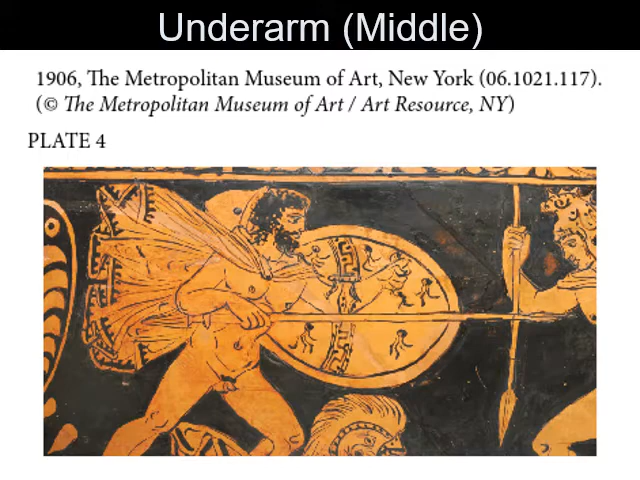 Underarm (Middle)
1906, The Metropolitan Museum of Art, New York (06.1021.117).
(© The Metropolitan Museum of Art / Art Resource, NY)
PLATE 4